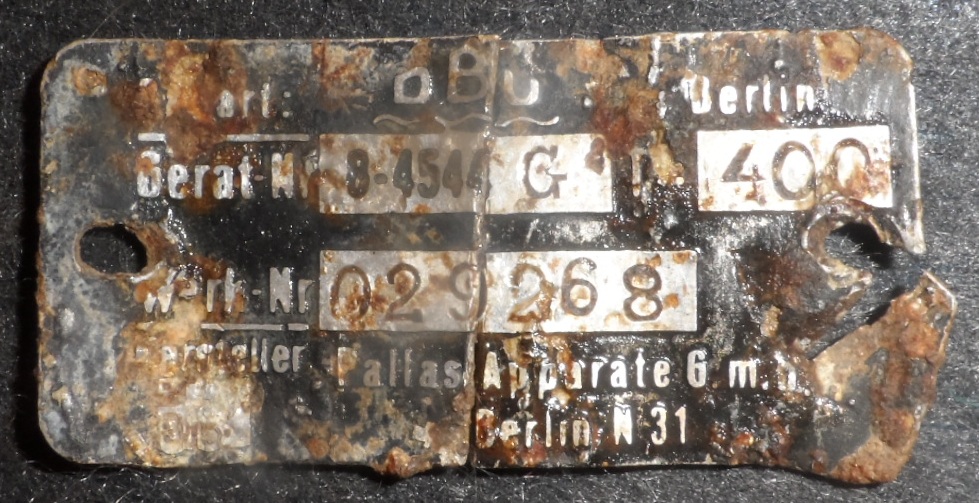 art: DBU Berlin
Gerät-Nr 8-4544 G 400
Werk-Nr 029268
Hersteller: Pallas Apparate G.m.b
Berlin N 31